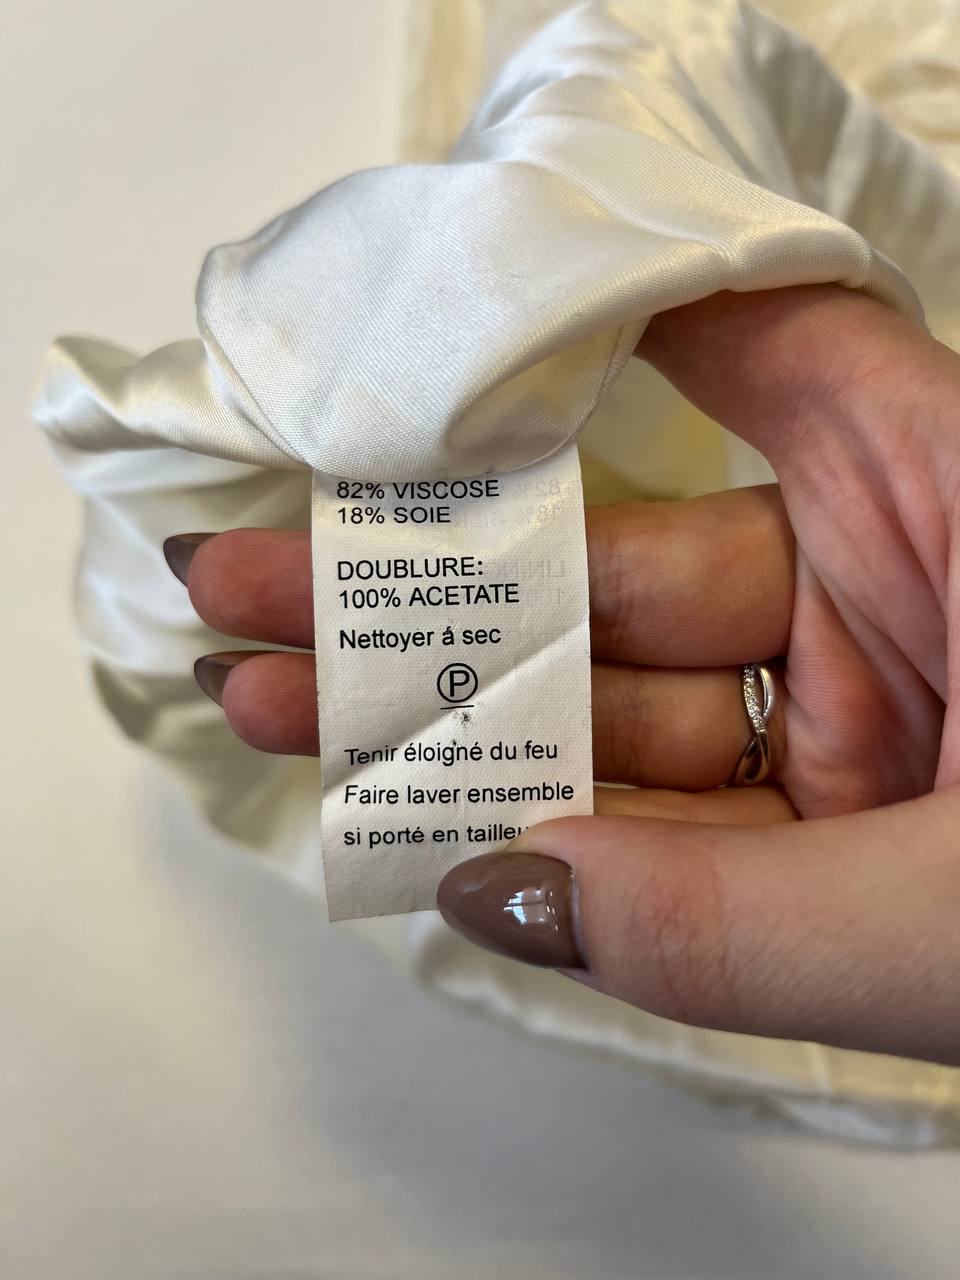 82% VISCOSE
18% SOIE
DOUBLURE:
100% ACETATE
Nettoyer á sec
P
Tenir éloigné du feu
Faire laver ensemble
si porté en